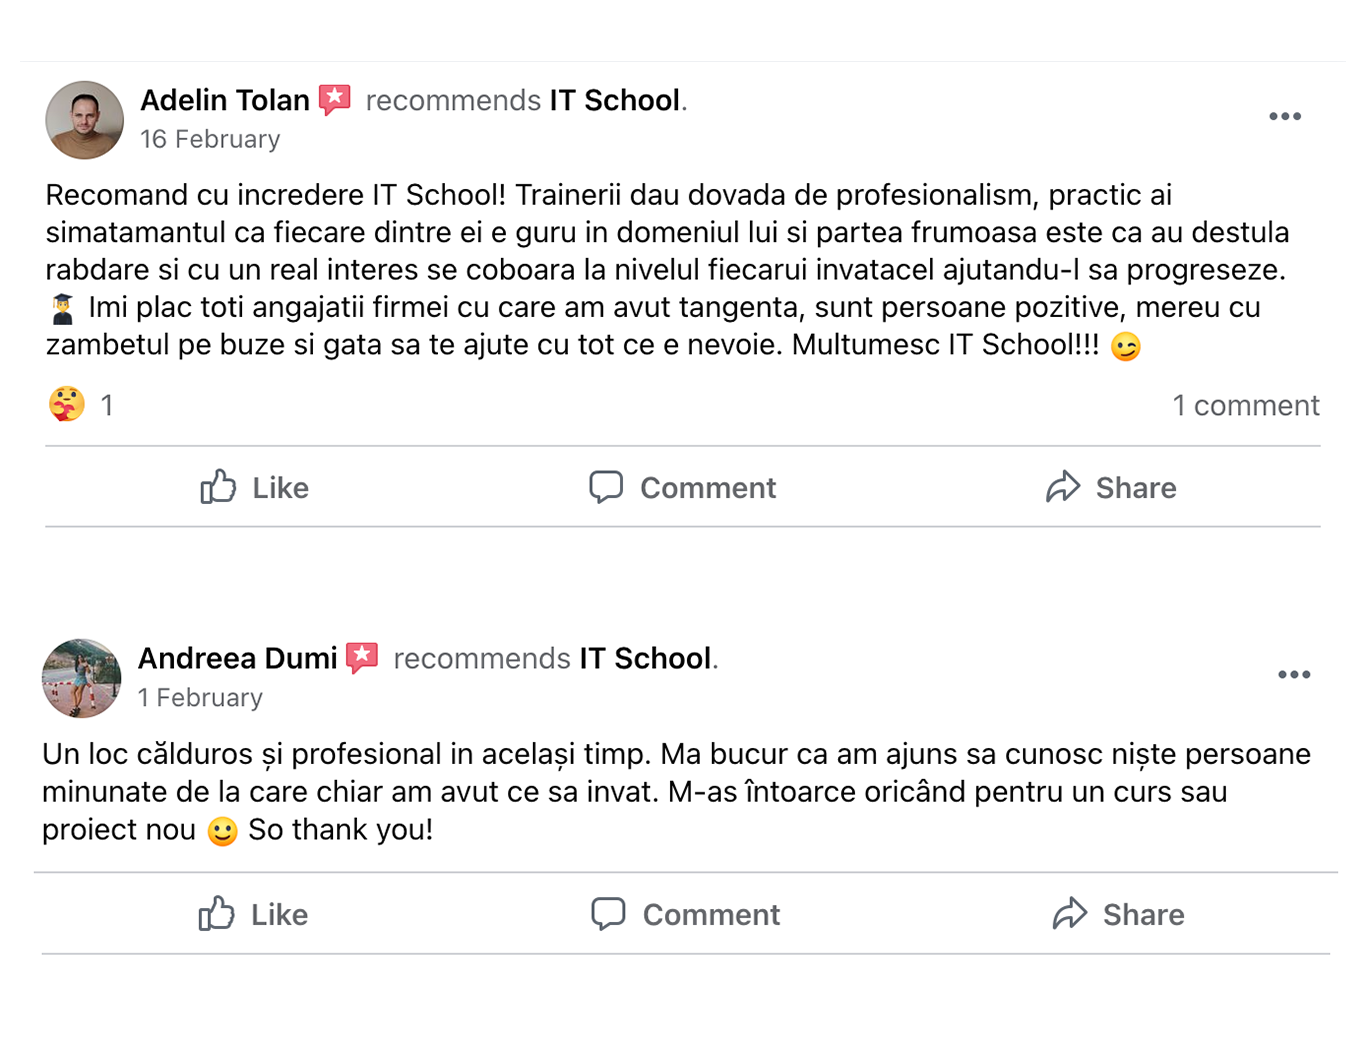 Adelin Tolan recommends IT School.
16 February
Recomand cu incredere IT School! Trainerii dau dovada de profesionalism, practic ai
simatamantul ca fiecare dintre ei e guru in domeniul lui si partea frumoasa este ca au destula
rabdare si cu un real interes se coboara la nivelul fiecarui invatacel ajutandu-l sa progreseze.
👨‍🎓 Imi plac toti angajatii firmei cu care am avut tangenta, sunt persoane pozitive, mereu cu
zambetul pe buze si gata sa te ajute cu tot ce e nevoie. Multumesc IT School!!! 😉
1 1 comment
Like Comment Share
Andreea Dumi recommends IT School.
1 February
Un loc călduros și profesional in același timp. Ma bucur ca am ajuns sa cunosc niște persoane
minunate de la care chiar am avut ce sa invat. M-as întoarce oricând pentru un curs sau
proiect nou 🙂 So thank you!
Like Comment Share